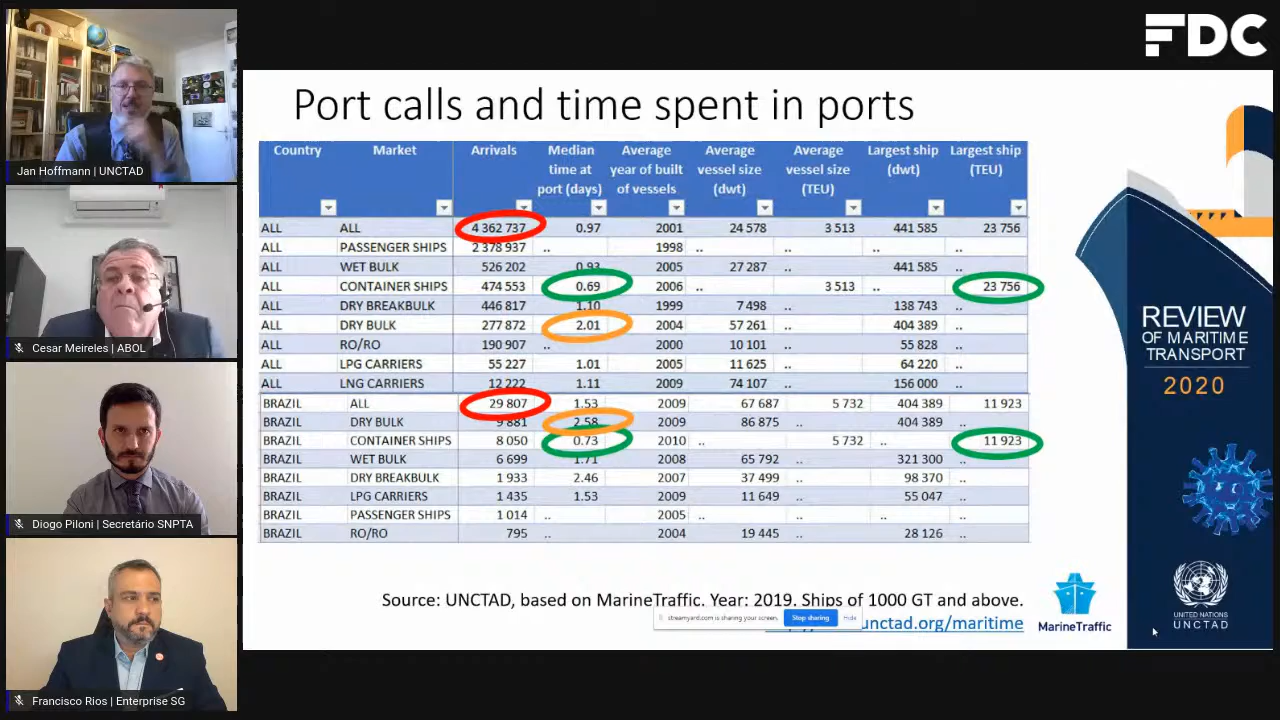 FDC
Jan Hoffmann | UNCTAD
Cesar Meireles | ABOL
Diogo Piloni | Secretário SNPTA
Francisco Rios | Enterprise SG
Port calls and time spent in ports
Country Market Arrivals Median time at port (days) Average year of built of vessels Average vessel size (dwt) Average vessel size (TEU) Largest ship (dwt) Largest ship (TEU)
ALL ALL 4 362 737 0.97 2001 24 578 3 513 441 585 23 756
ALL PASSENGER SHIPS 2 378 937 .. 1998 .. .. .. ..
ALL WET BULK 526 202 0.93 2005 27 287 .. 441 585 ..
ALL CONTAINER SHIPS 474 553 0.69 2006 .. 3 513 .. 23 756
ALL DRY BREAKBULK 446 817 1.10 1999 7 498 .. 138 743 ..
ALL DRY BULK 277 872 2.01 2004 57 261 .. 404 389 ..
ALL RO/RO 190 907 .. 2000 10 101 .. 55 828 ..
ALL LPG CARRIERS 55 227 1.01 2005 11 625 .. 64 220 ..
ALL LNG CARRIERS 12 222 1.11 2009 74 107 .. 156 000 ..
BRAZIL ALL 29 807 1.53 2009 67 687 5 732 404 389 11 923
BRAZIL DRY BULK 9 881 2.58 2009 86 875 .. 404 389 ..
BRAZIL CONTAINER SHIPS 8 050 0.73 2010 .. 5 732 .. 11 923
BRAZIL WET BULK 6 699 1.71 2008 65 792 .. 321 300 ..
BRAZIL DRY BREAKBULK 1 933 2.46 2007 37 499 .. 98 370 ..
BRAZIL LPG CARRIERS 1 435 1.53 2009 11 649 .. 55 047 ..
BRAZIL PASSENGER SHIPS 1 014 .. 2005 .. .. .. ..
BRAZIL RO/RO 795 .. 2004 19 445 .. 28 126 ..
Source: UNCTAD, based on MarineTraffic. Year: 2019. Ships of 1000 GT and above.
streamyard.com is sharing your screen. Stop sharing Hide
unctad.org/maritime
MarineTraffic
REVIEW
OF MARITIME
TRANSPORT
2020
UNITED NATIONS
UNCTAD